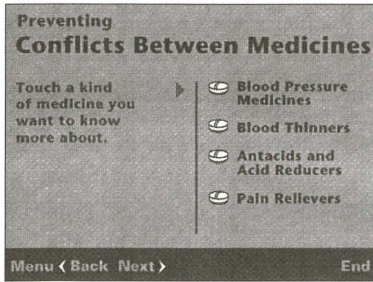 Preventing
Conflicts Between Medicines
Touch a kind
of medicine you
want to know
more about.
Blood Pressure
Medicines
Blood Thinners
Antacids and
Acid Reducers
Pain Relievers
Menu ❬ Back Next ❭
End